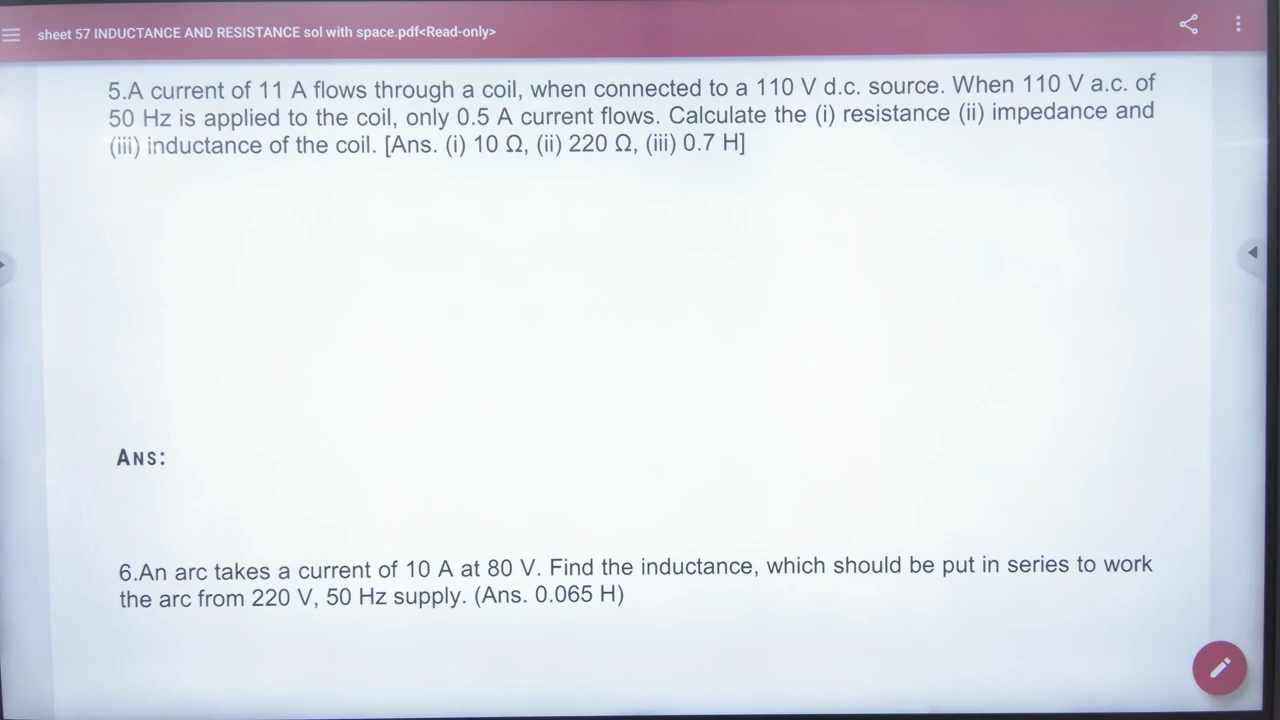 sheet 57 INDUCTANCE AND RESISTANCE sol with space.pdf<Read-only>
5.A current of 11 A flows through a coil, when connected to a 110 V d.c. source. When 110 V a.c. of
50 Hz is applied to the coil, only 0.5 A current flows. Calculate the (i) resistance (ii) impedance and
(iii) inductance of the coil. [Ans. (i) 10 Ω, (ii) 220 Ω, (iii) 0.7 H]
ANS:
6.An arc takes a current of 10 A at 80 V. Find the inductance, which should be put in series to work
the arc from 220 V, 50 Hz supply. (Ans. 0.065 H)